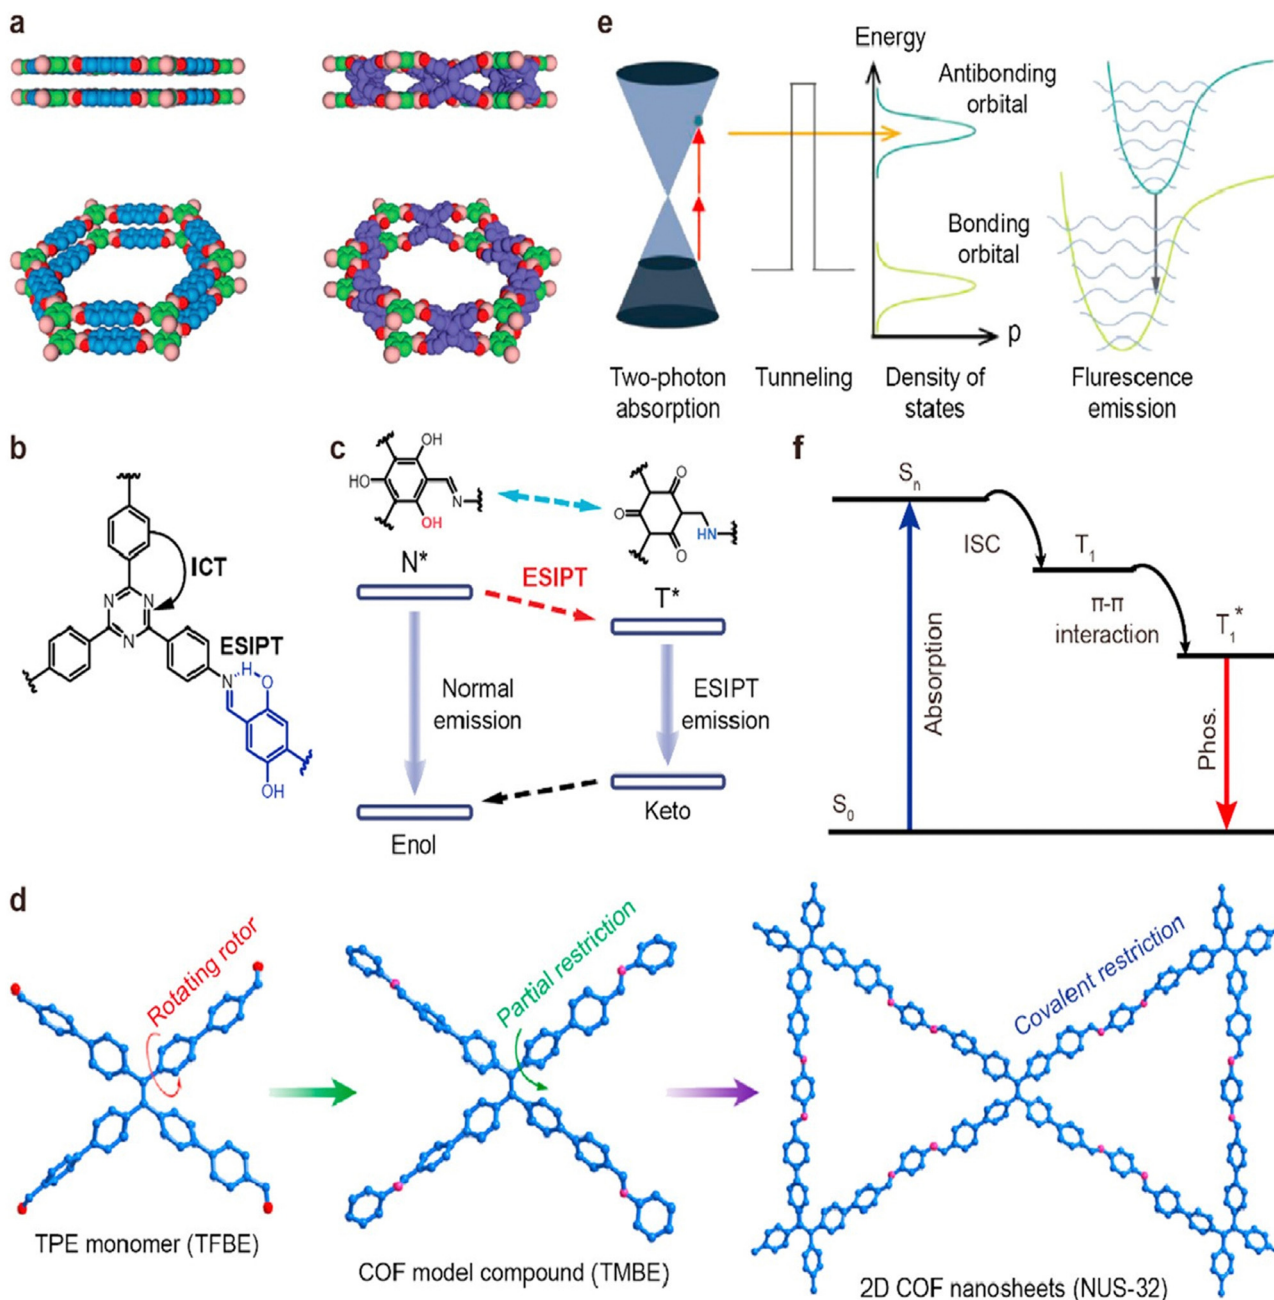 a
e
Energy
Antibonding
orbital
Bonding
orbital
p
Two-photon
absorption
Tunneling
Density of
states
Flurescence
emission
b
ICT
N
N
N
ESIPT
N
H
O
OH
c
OH
HO
N
OH
O
O
HN
O
N*
ESIPT
T*
Normal
emission
ESIPT
emission
Enol
Keto
f
Sn
ISC
T1
π-π
interaction
T1*
Absorption
Phos.
S0
d
Rotating rotor
Partial restriction
Covalent restriction
TPE monomer (TFBE)
COF model compound (TMBE)
2D COF nanosheets (NUS-32)